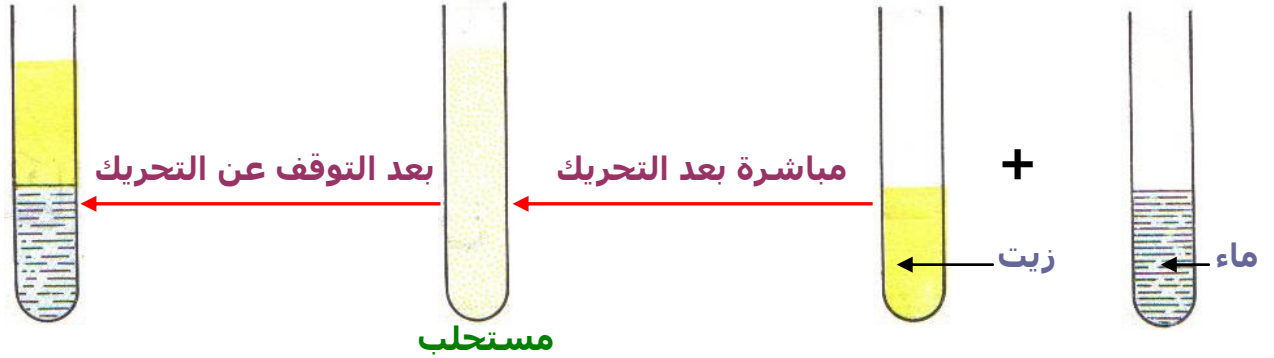 مباشرة بعد التحريك
بعد التوقف عن التحريك
+
ماء
زيت
مستحلب